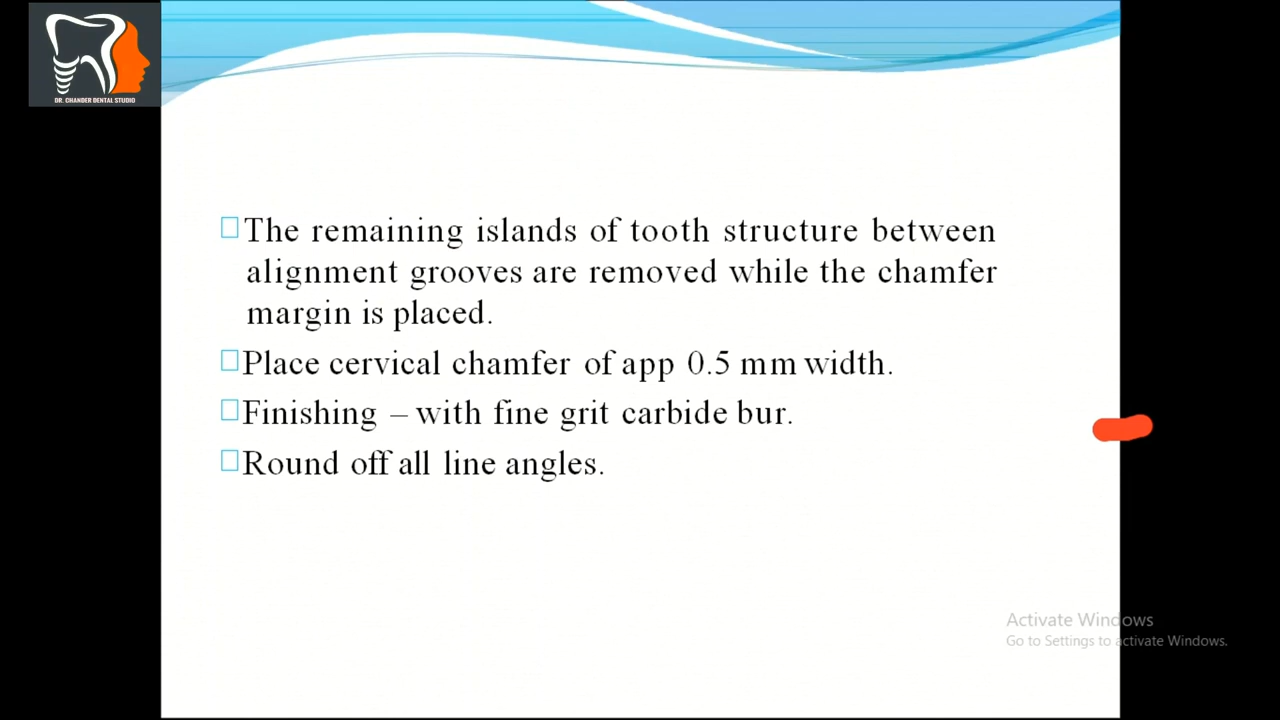 DR. CHANDER DENTAL STUDIO
The remaining islands of tooth structure between
alignment grooves are removed while the chamfer
margin is placed.
Place cervical chamfer of app 0.5 mm width.
Finishing – with fine grit carbide bur.
Round off all line angles.
Activate Windows
Go to Settings to activate Windows.